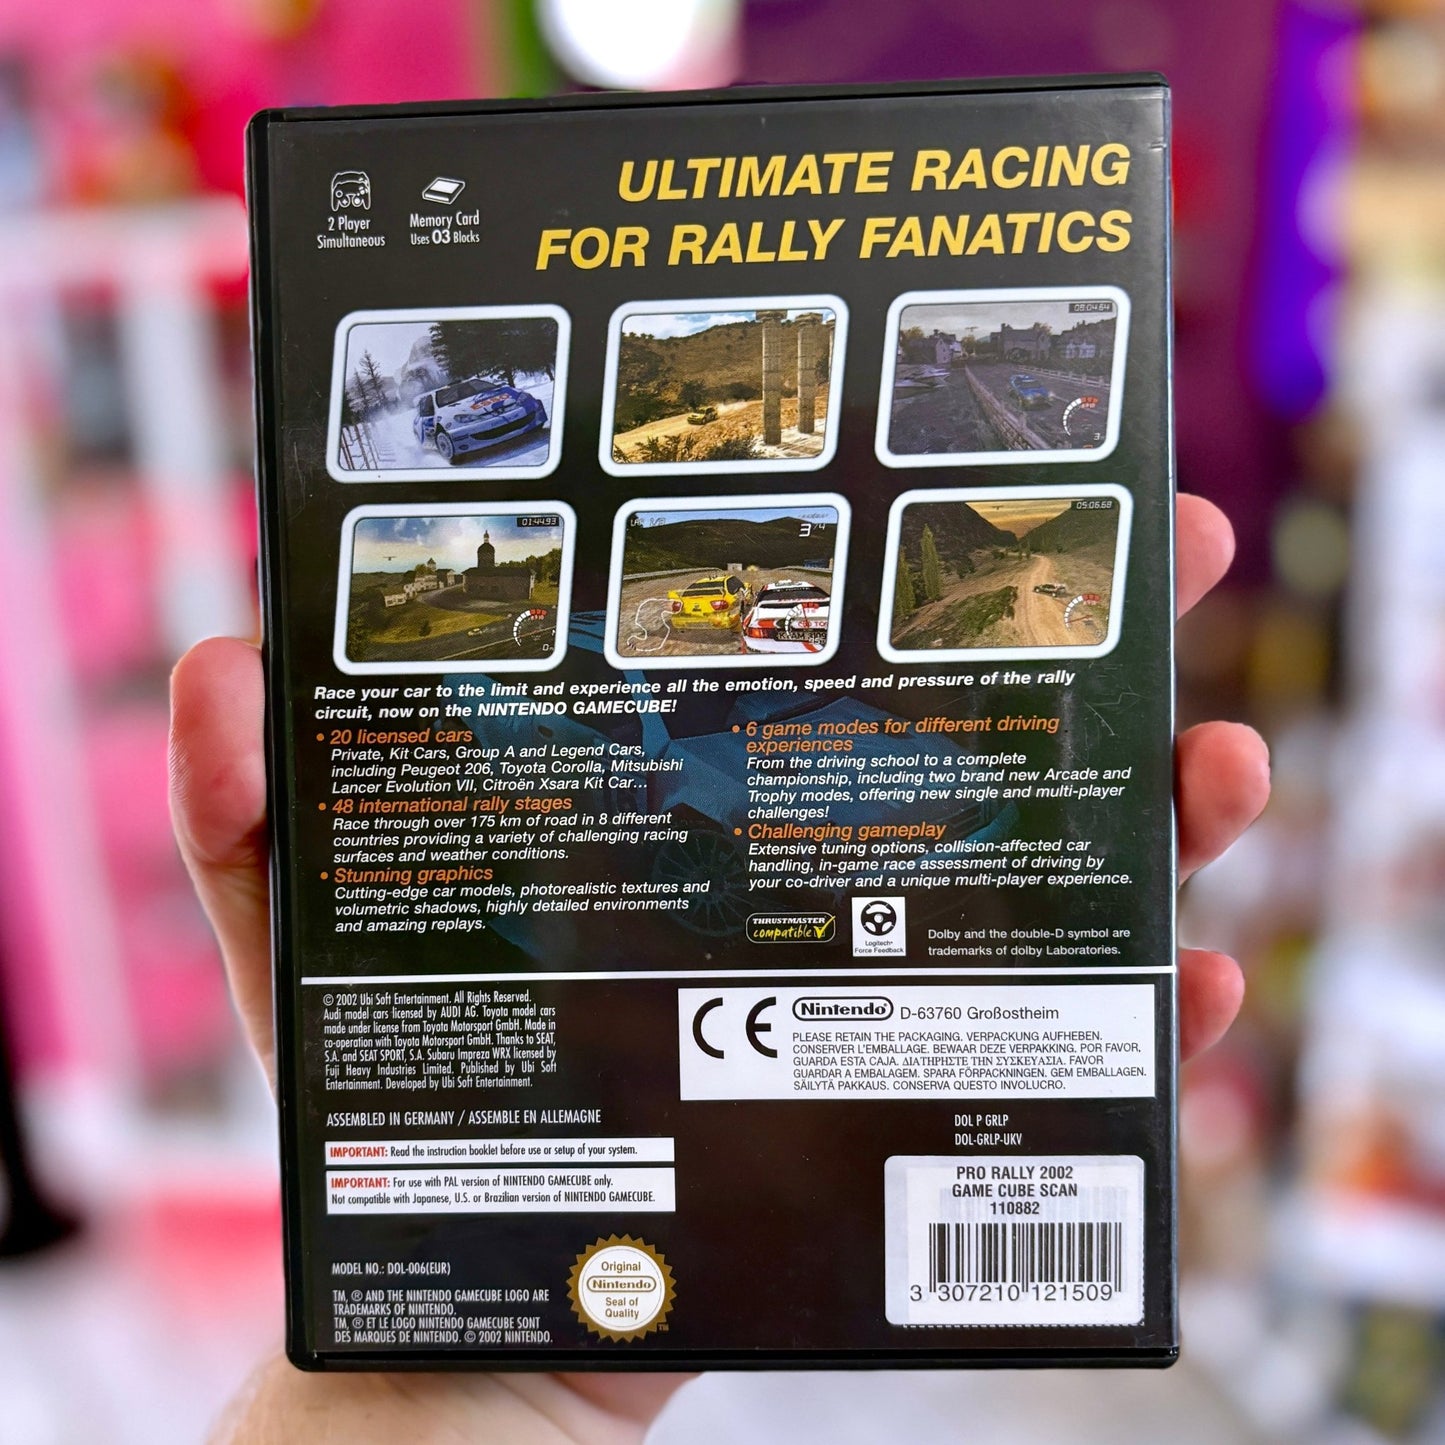 2 Player
Simultaneous
Memory Card
Uses 03 Blocks
ULTIMATE RACING
FOR RALLY FANATICS
08:04.64
01:44.93
3/4
05:06.68
Race your car to the limit and experience all the emotion, speed and pressure of the rally
circuit, now on the NINTENDO GAMECUBE!
• 20 licensed cars
Private, Kit Cars, Group A and Legend Cars,
including Peugeot 206, Toyota Corolla, Mitsubishi
Lancer Evolution VII, Citroën Xsara Kit Car...
• 48 international rally stages
Race through over 175 km of road in 8 different
countries providing a variety of challenging racing
surfaces and weather conditions.
• Stunning graphics
Cutting-edge car models, photorealistic textures and
volumetric shadows, highly detailed environments
and amazing replays.
• 6 game modes for different driving
experiences
From the driving school to a complete
championship, including two brand new Arcade and
Trophy modes, offering new single and multi-player
challenges!
• Challenging gameplay
Extensive tuning options, collision-affected car
handling, in-game race assessment of driving by
your co-driver and a unique multi-player experience.
THRUSTMASTER
compatible
Logitech®
Force Feedback
Dolby and the double-D symbol are
trademarks of dolby Laboratories.
© 2002 Ubi Soft Entertainment. All Rights Reserved.
Audi model cars licensed by AUDI AG. Toyota model cars
made under license from Toyota Motorsport GmbH. Made in
co-operation with Toyota Motorsport GmbH. Thanks to SEAT,
S.A. and SEAT SPORT, S.A. Subaru Impreza WRX licensed by
Fuji Heavy Industries Limited. Published by Ubi Soft
Entertainment. Developed by Ubi Soft Entertainment.
CE
Nintendo D-63760 Großostheim
PLEASE RETAIN THE PACKAGING. VERPACKUNG AUFHEBEN.
CONSERVER L'EMBALLAGE. BEWAAR DEZE VERPAKKING. POR FAVOR,
GUARDA ESTA CAJA. ΔΙΑΤΗΡΗΣΤΕ ΤΗΝ ΣΥΣΚΕΥΑΣΙΑ. FAVOR
GUARDAR A EMBALAGEM. SPARA FÖRPACKNINGEN. GEM EMBALLAGEN.
SÄILYTÄ PAKKAUS. CONSERVA QUESTO INVOLUCRO.
ASSEMBLED IN GERMANY / ASSEMBLE EN ALLEMAGNE
IMPORTANT: Read the instruction booklet before use or setup of your system.
IMPORTANT: For use with PAL version of NINTENDO GAMECUBE only.
Not compatible with Japanese, U.S. or Brazilian version of NINTENDO GAMECUBE.
DOL P GRLP
DOL-GRLP-UKV
PRO RALLY 2002
GAME CUBE SCAN
110882
3 307210 121509
MODEL NO.: DOL-006(EUR)
TM, ® AND THE NINTENDO GAMECUBE LOGO ARE
TRADEMARKS OF NINTENDO.
TM, ® ET LE LOGO NINTENDO GAMECUBE SONT
DES MARQUES DE NINTENDO. © 2002 NINTENDO.
Original
Nintendo
Seal of
Quality
TM